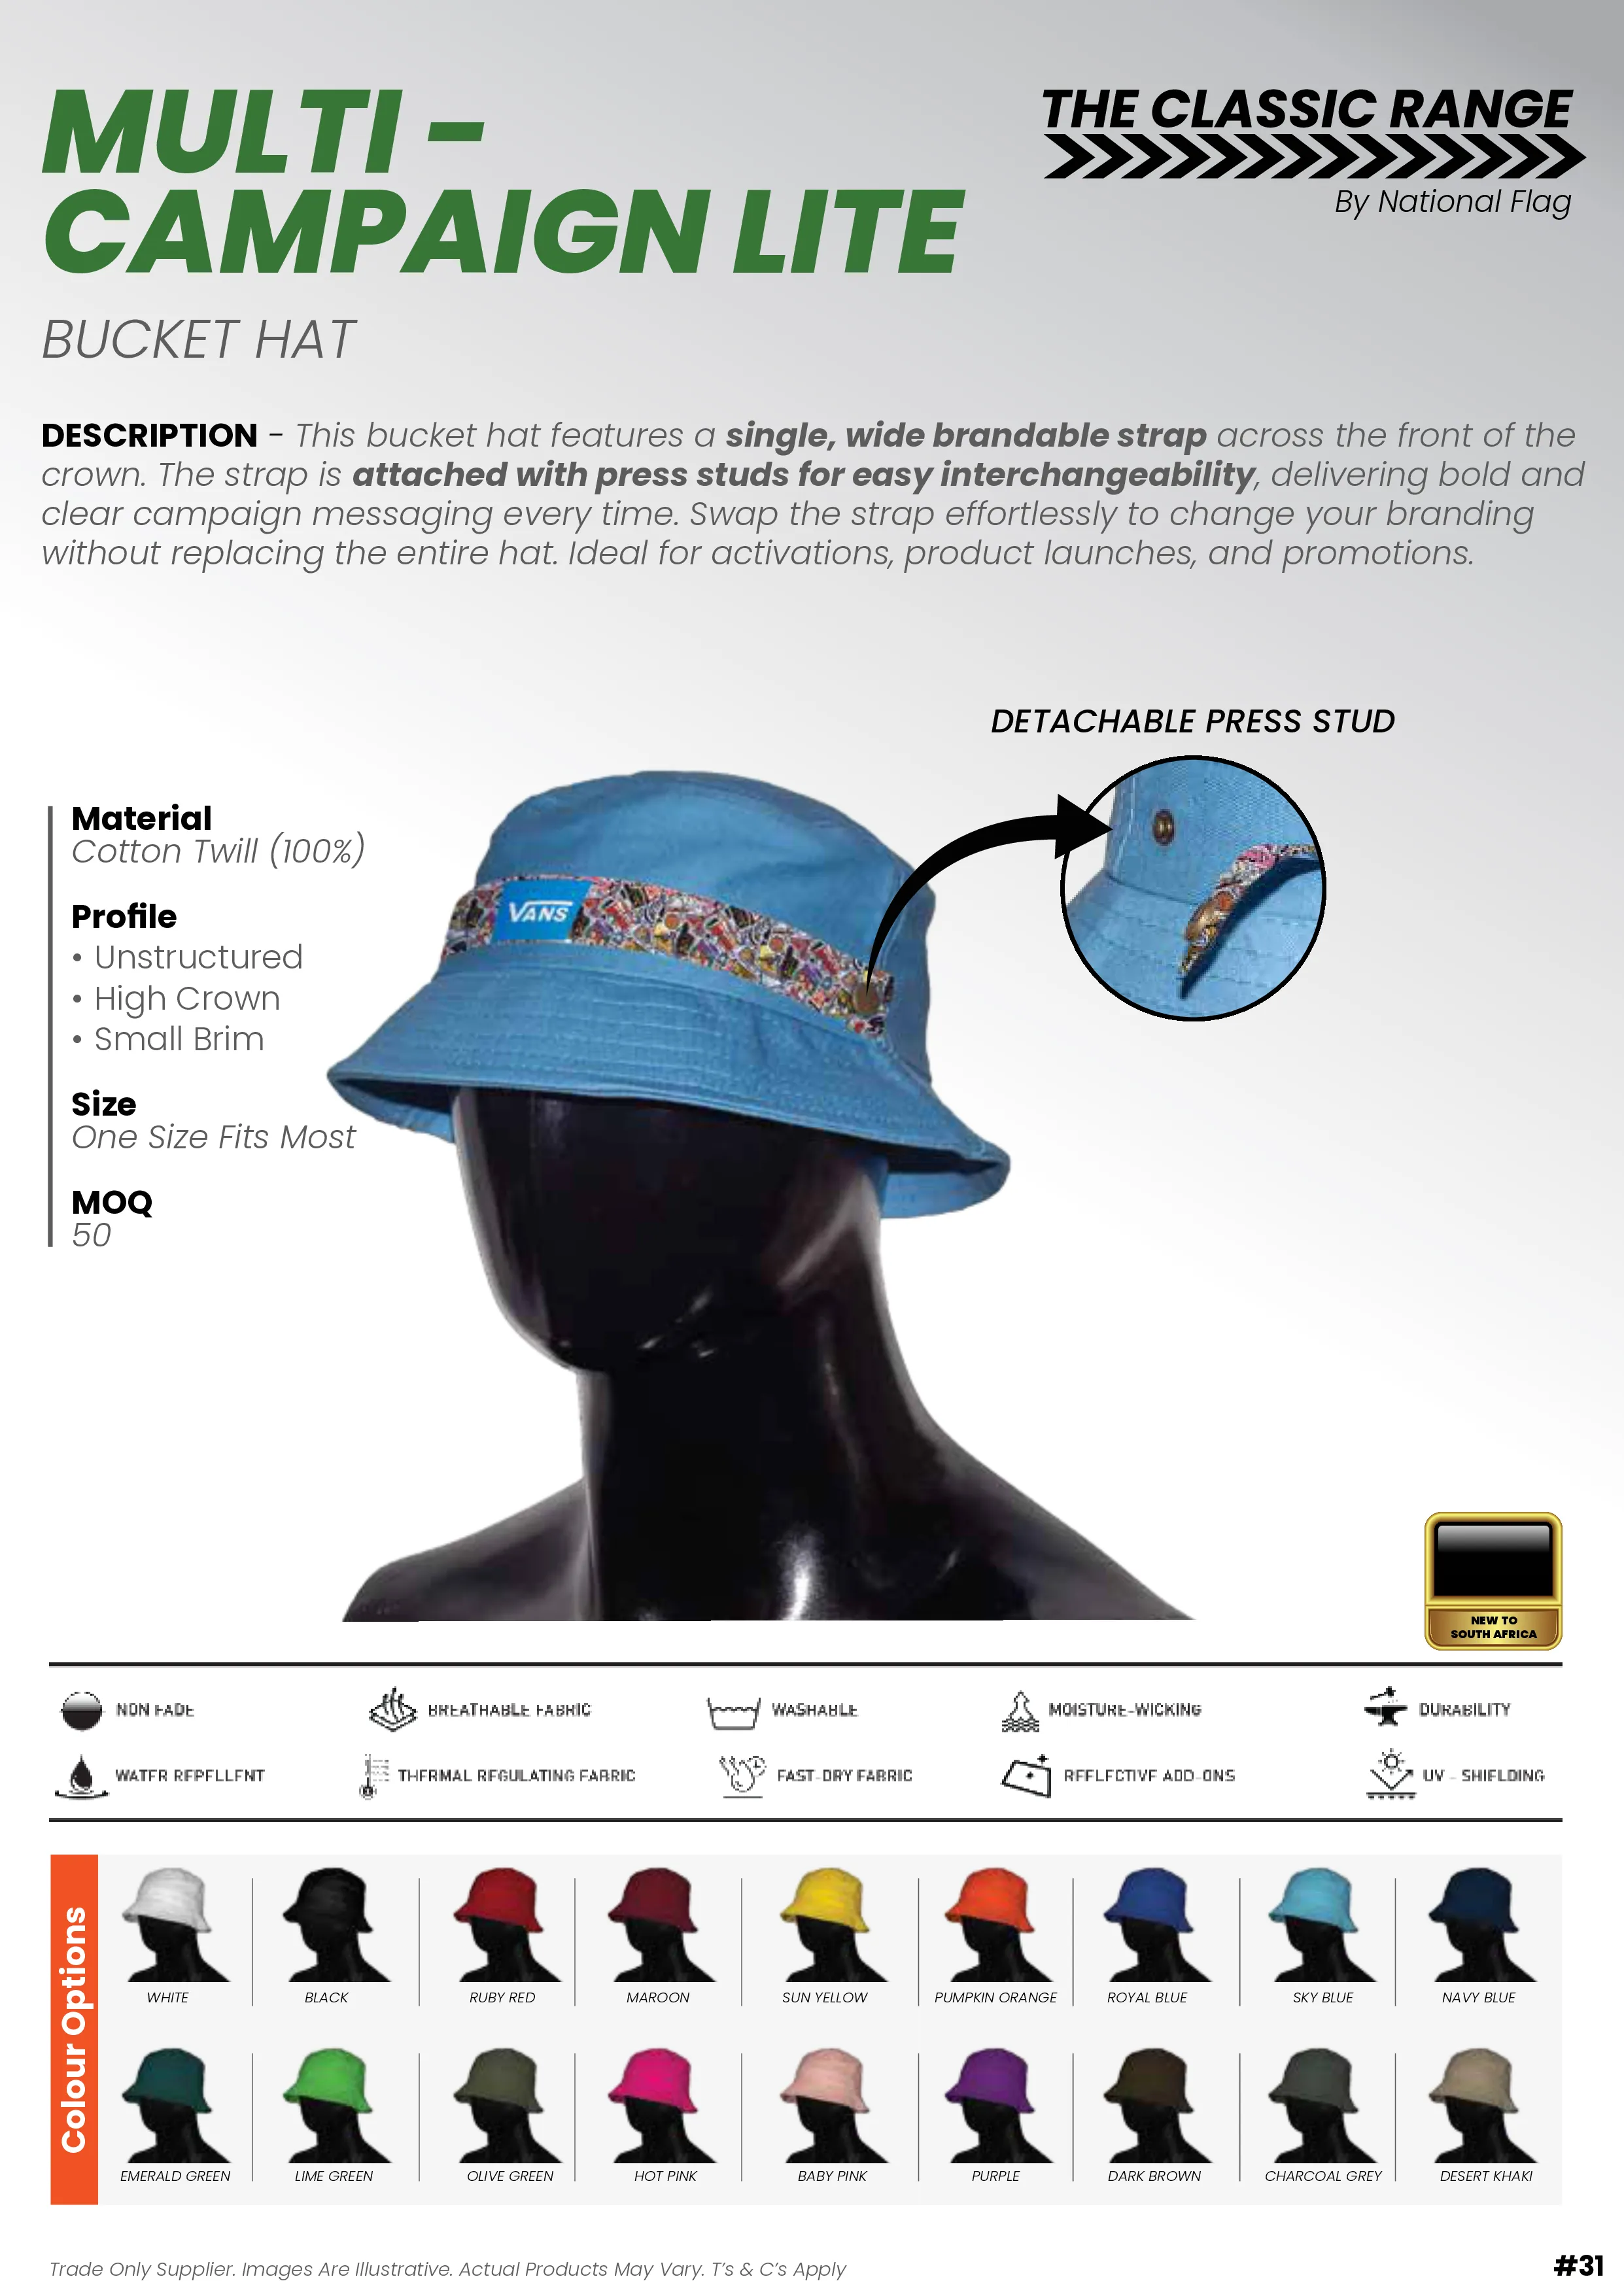 MULTI -
CAMPAIGN LITE
THE CLASSIC RANGE
By National Flag
BUCKET HAT
DESCRIPTION - This bucket hat features a single, wide brandable strap across the front of the
crown. The strap is attached with press studs for easy interchangeability, delivering bold and
clear campaign messaging every time. Swap the strap effortlessly to change your branding
without replacing the entire hat. Ideal for activations, product launches, and promotions.
DETACHABLE PRESS STUD
Material
Cotton Twill (100%)
Profile
• Unstructured
• High Crown
• Small Brim
Size
One Size Fits Most
MOQ
50
VANS
NEW TO
SOUTH AFRICA
NON FADE
BREATHABLE FABRIC
WASHABLE
MOISTURE-WICKING
DURABILITY
WATER REPELLENT
THERMAL REGULATING FABRIC
FAST-DRY FABRIC
REFLECTIVE ADD-ONS
UV - SHIELDING
Colour Options
WHITE
BLACK
RUBY RED
MAROON
SUN YELLOW
PUMPKIN ORANGE
ROYAL BLUE
SKY BLUE
NAVY BLUE
EMERALD GREEN
LIME GREEN
OLIVE GREEN
HOT PINK
BABY PINK
PURPLE
DARK BROWN
CHARCOAL GREY
DESERT KHAKI
Trade Only Supplier. Images Are Illustrative. Actual Products May Vary. T's & C's Apply
#31